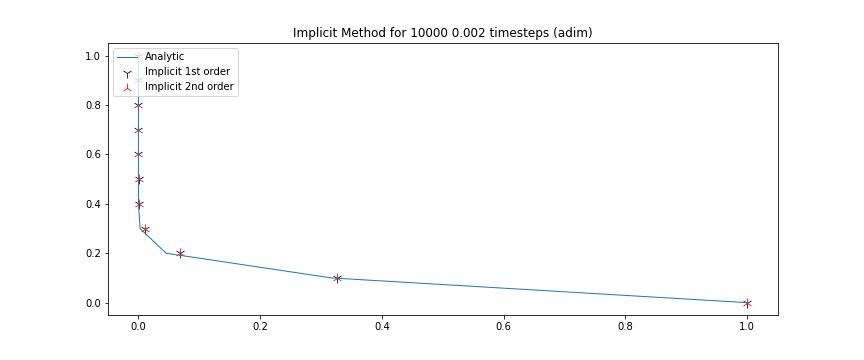 Implicit Method for 10000 0.002 timesteps (adim)
Analytic
Implicit 1st order
Implicit 2nd order
1.0
0.8
0.6
0.4
0.2
0.0
0.0 0.2 0.4 0.6 0.8 1.0